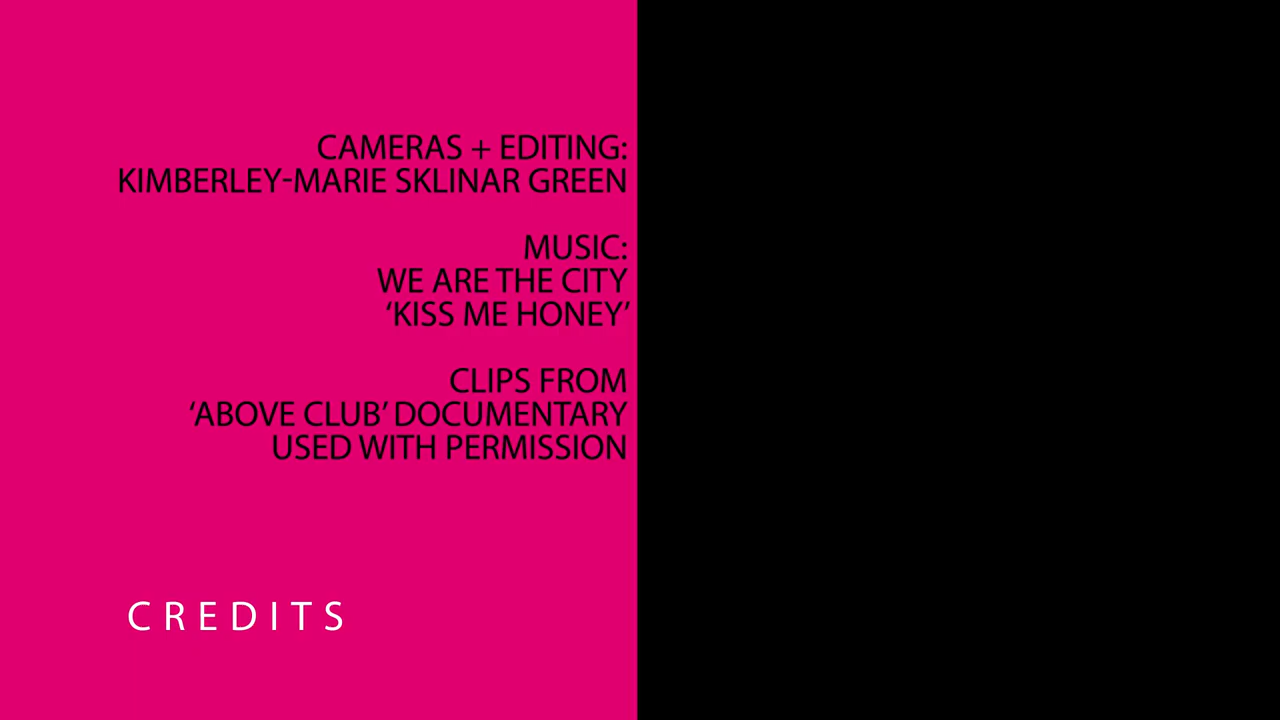 CAMERAS + EDITING:
KIMBERLEY-MARIE SKLINAR GREEN
MUSIC:
WE ARE THE CITY
‘KISS ME HONEY’
CLIPS FROM
‘ABOVE CLUB’ DOCUMENTARY
USED WITH PERMISSION
CREDITS